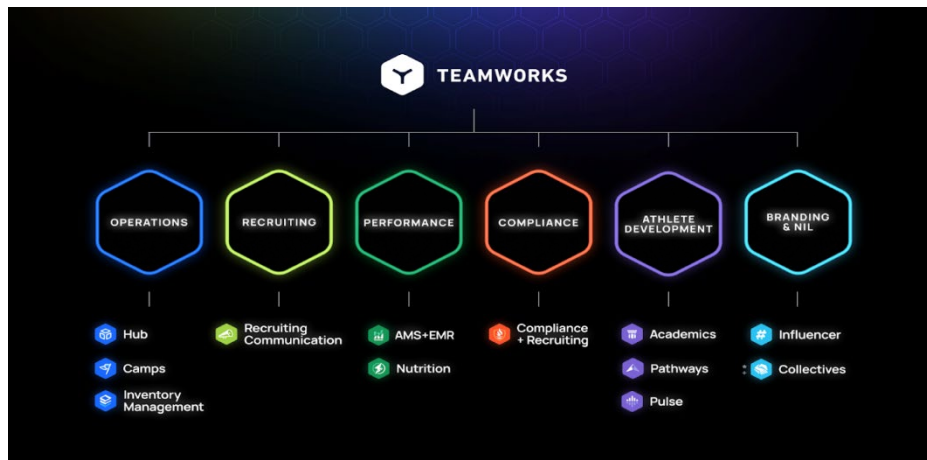 TEAMWORKS
OPERATIONS
RECRUITING
PERFORMANCE
COMPLIANCE
ATHLETE
DEVELOPMENT
BRANDING
& NIL
Hub
Camps
Inventory
Management
Recruiting
Communication
AMS+EMR
Nutrition
Compliance
+ Recruiting
Academics
Pathways
Pulse
Influencer
Collectives